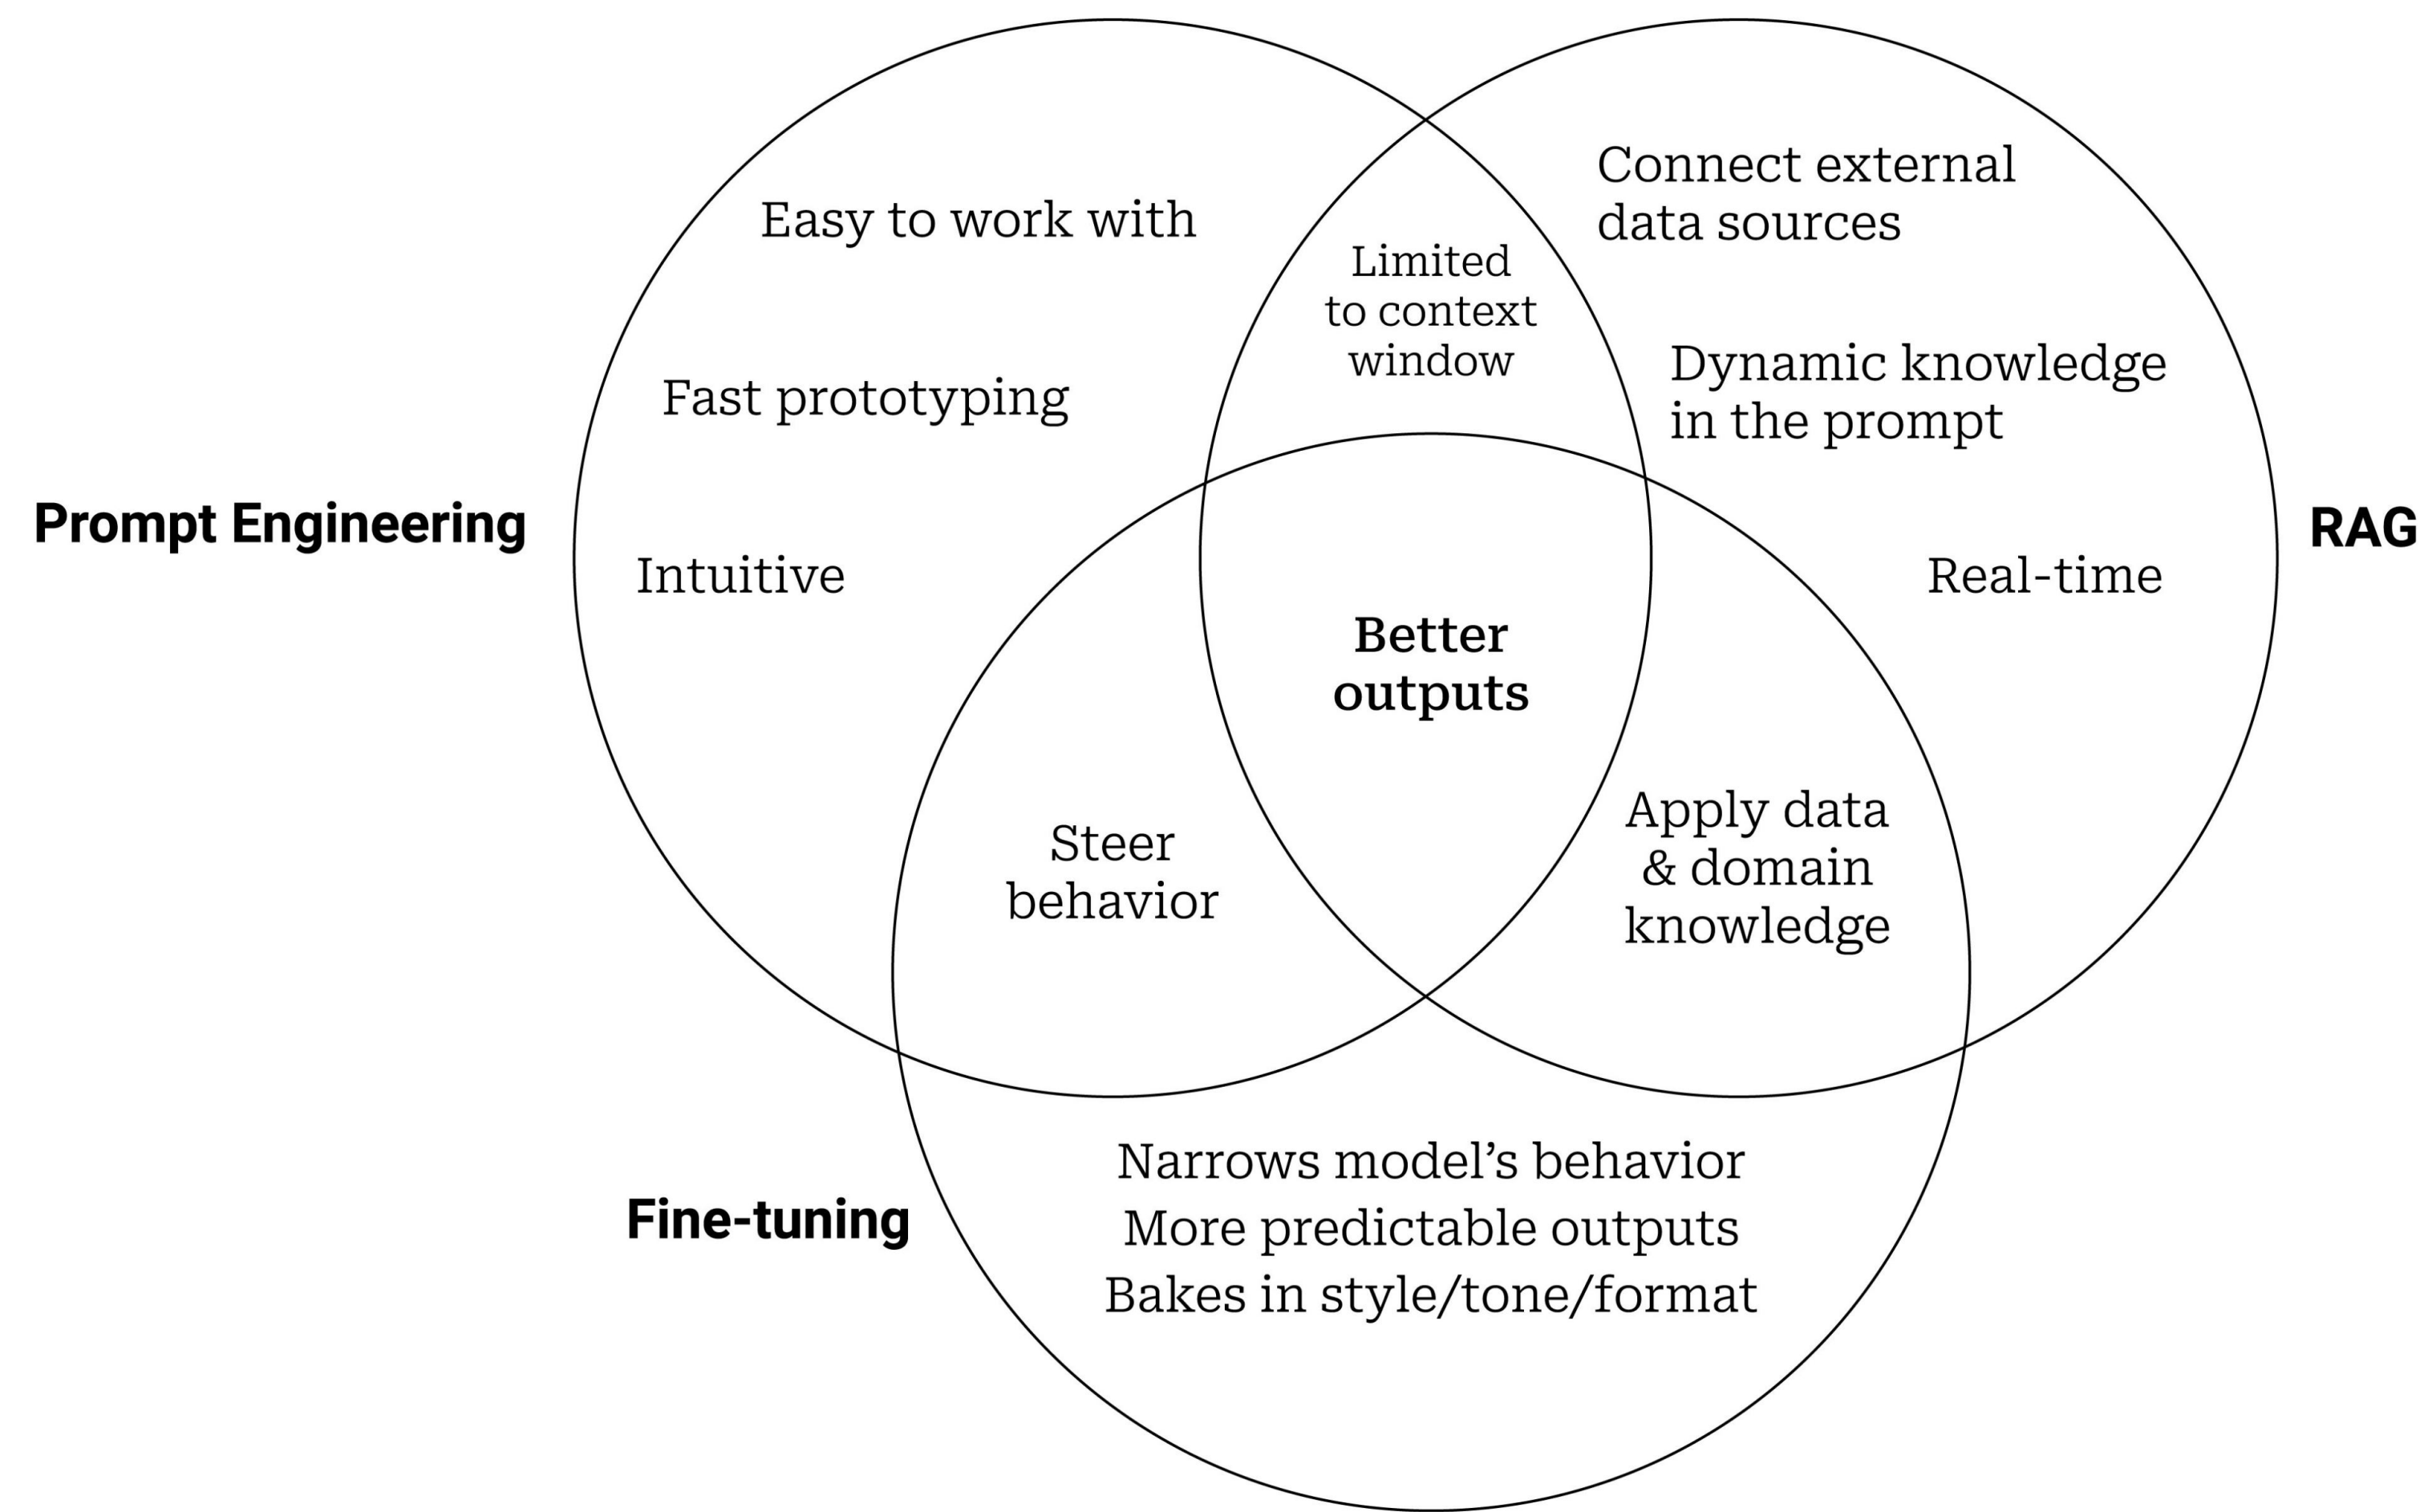 Easy to work with
Fast prototyping
Prompt Engineering
Intuitive
Limited
to context
window
Connect external
data sources
Dynamic knowledge
in the prompt
RAG
Real-time
Better
outputs
Steer
behavior
Apply data
& domain
knowledge
Fine-tuning
Narrows model’s behavior
More predictable outputs
Bakes in style/tone/format